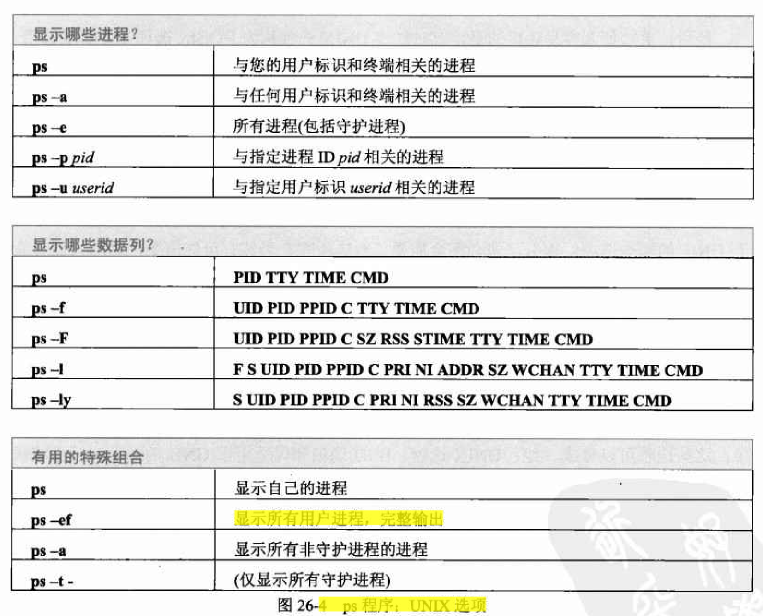 显示哪些进程?
ps 与您的用户标识和终端相关的进程
ps –a 与任何用户标识和终端相关的进程
ps –e 所有进程(包括守护进程)
ps –p pid 与指定进程 ID pid 相关的进程
ps –u userid 与指定用户标识 userid 相关的进程
显示哪些数据列?
ps PID TTY TIME CMD
ps –f UID PID PPID C TTY TIME CMD
ps –F UID PID PPID C SZ RSS STIME TTY TIME CMD
ps –l F S UID PID PPID C PRI NI ADDR SZ WCHAN TTY TIME CMD
ps –ly S UID PID PPID C PRI NI RSS SZ WCHAN TTY TIME CMD
有用的特殊组合
ps 显示自己的进程
ps –ef 显示所有用户进程，完整输出
ps –a 显示所有非守护进程的进程
ps –t - (仅显示所有守护进程)
图 26-4 ps 程序：UNIX 选项